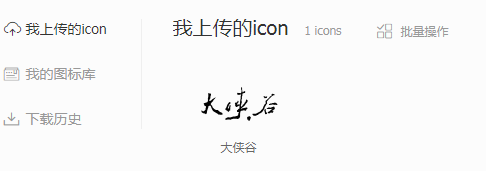 我上传的icon
我的图标库
下载历史
我上传的icon 1 icons 批量操作
大侠谷
大侠谷